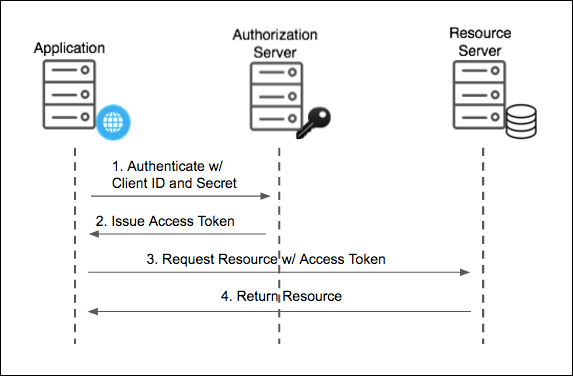 Application
Authorization
Server
Resource
Server
1. Authenticate w/
Client ID and Secret
2. Issue Access Token
3. Request Resource w/ Access Token
4. Return Resource